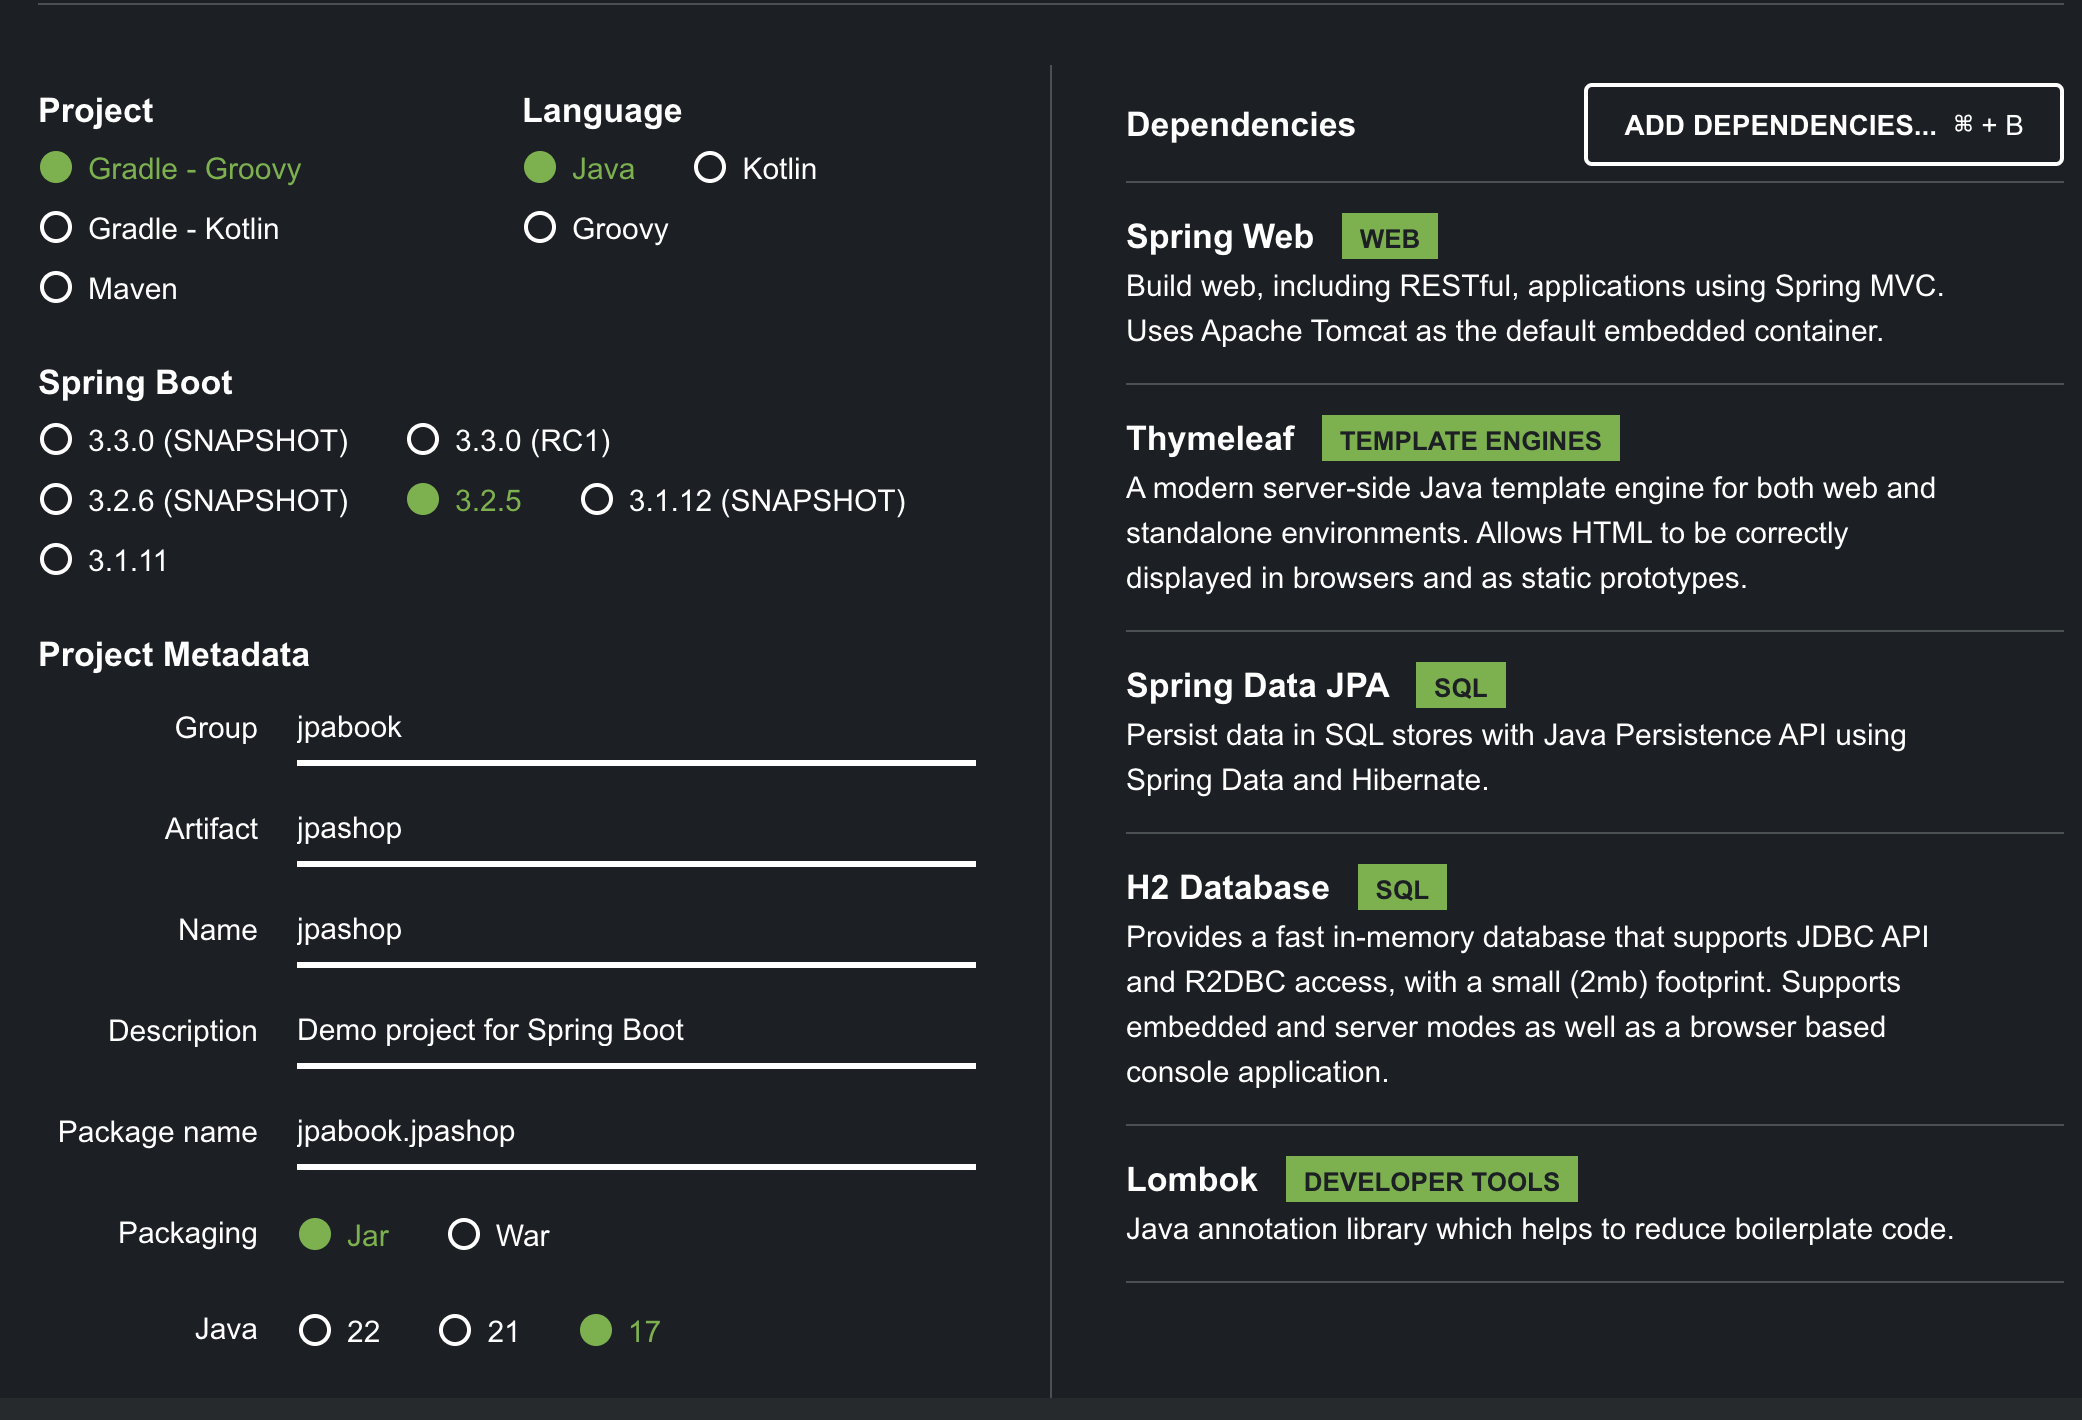 Project
Gradle - Groovy
Gradle - Kotlin
Maven
Language
Java Kotlin
Groovy
Spring Boot
3.3.0 (SNAPSHOT) 3.3.0 (RC1)
3.2.6 (SNAPSHOT) 3.2.5 3.1.12 (SNAPSHOT)
3.1.11
Project Metadata
Group jpabook
Artifact jpashop
Name jpashop
Description Demo project for Spring Boot
Package name jpabook.jpashop
Packaging Jar War
Java 22 21 17
Dependencies ADD DEPENDENCIES... ⌘ + B
Spring Web WEB
Build web, including RESTful, applications using Spring MVC.
Uses Apache Tomcat as the default embedded container.
Thymeleaf TEMPLATE ENGINES
A modern server-side Java template engine for both web and
standalone environments. Allows HTML to be correctly
displayed in browsers and as static prototypes.
Spring Data JPA SQL
Persist data in SQL stores with Java Persistence API using
Spring Data and Hibernate.
H2 Database SQL
Provides a fast in-memory database that supports JDBC API
and R2DBC access, with a small (2mb) footprint. Supports
embedded and server modes as well as a browser based
console application.
Lombok DEVELOPER TOOLS
Java annotation library which helps to reduce boilerplate code.